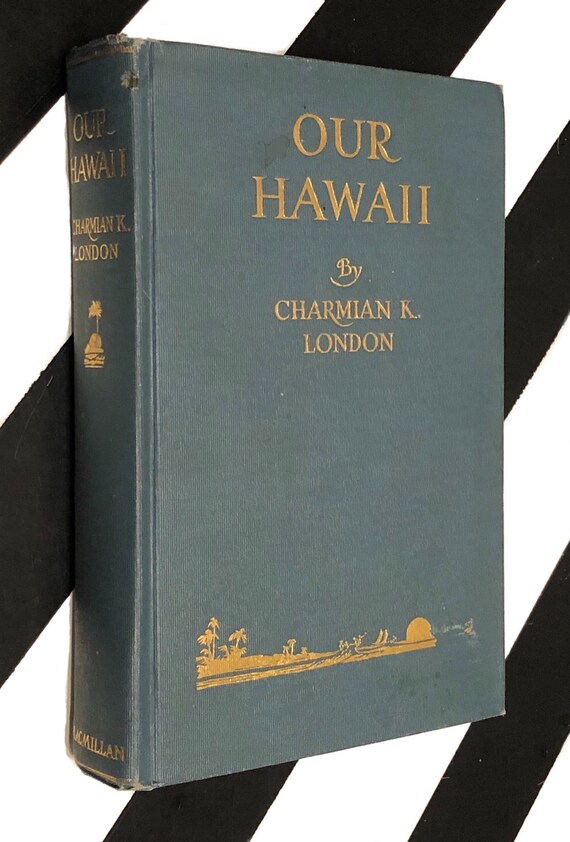 OUR
HAWAII
CHARMIAN K.
LONDON
MACMILLAN
OUR
HAWAII
By
CHARMIAN K.
LONDON